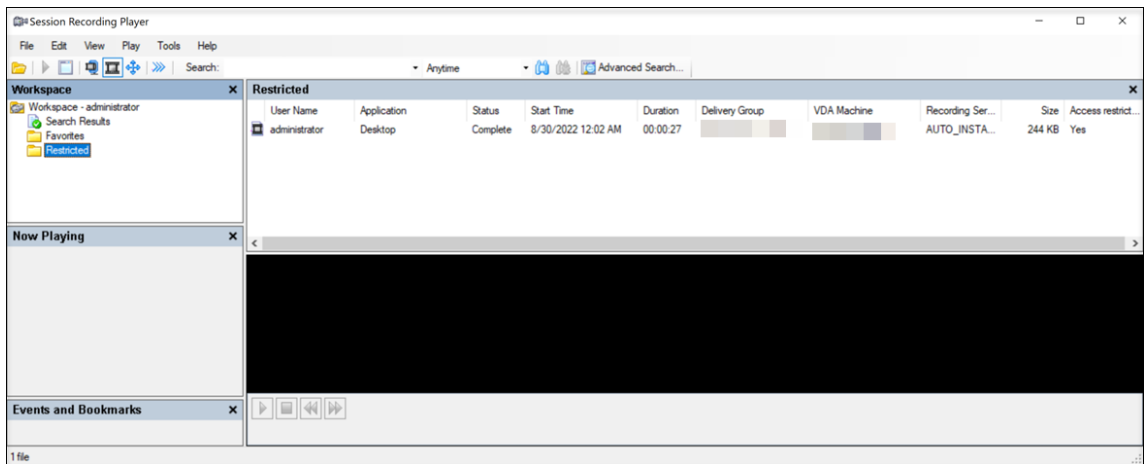 Session Recording Player
File Edit View Play Tools Help
Search: Anytime Advanced Search...
Workspace
Workspace - administrator
Search Results
Favorites
Restricted
Restricted
User Name Application Status Start Time Duration Delivery Group VDA Machine Recording Ser... Size Access restrict...
administrator Desktop Complete 8/30/2022 12:02 AM 00:00:27 AUTO_INSTA... 244 KB Yes
Now Playing
Events and Bookmarks
1 file